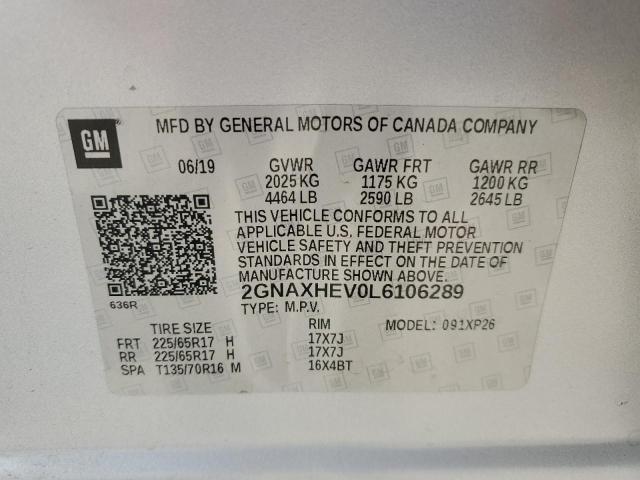 GM
MFD BY GENERAL MOTORS OF CANADA COMPANY
06/19 GVWR GAWR FRT GAWR RR
2025 KG 1175 KG 1200 KG
4464 LB 2590 LB 2645 LB
THIS VEHICLE CONFORMS TO ALL
APPLICABLE U.S. FEDERAL MOTOR
VEHICLE SAFETY AND THEFT PREVENTION
STANDARDS IN EFFECT ON THE DATE OF
MANUFACTURE SHOWN ABOVE.
2GNAXHEV0L6106289
636R TYPE: M.P.V.
TIRE SIZE RIM MODEL: 091XP26
FRT 225/65R17 H 17X7J
RR 225/65R17 H 17X7J
SPA T135/70R16 M 16X4BT